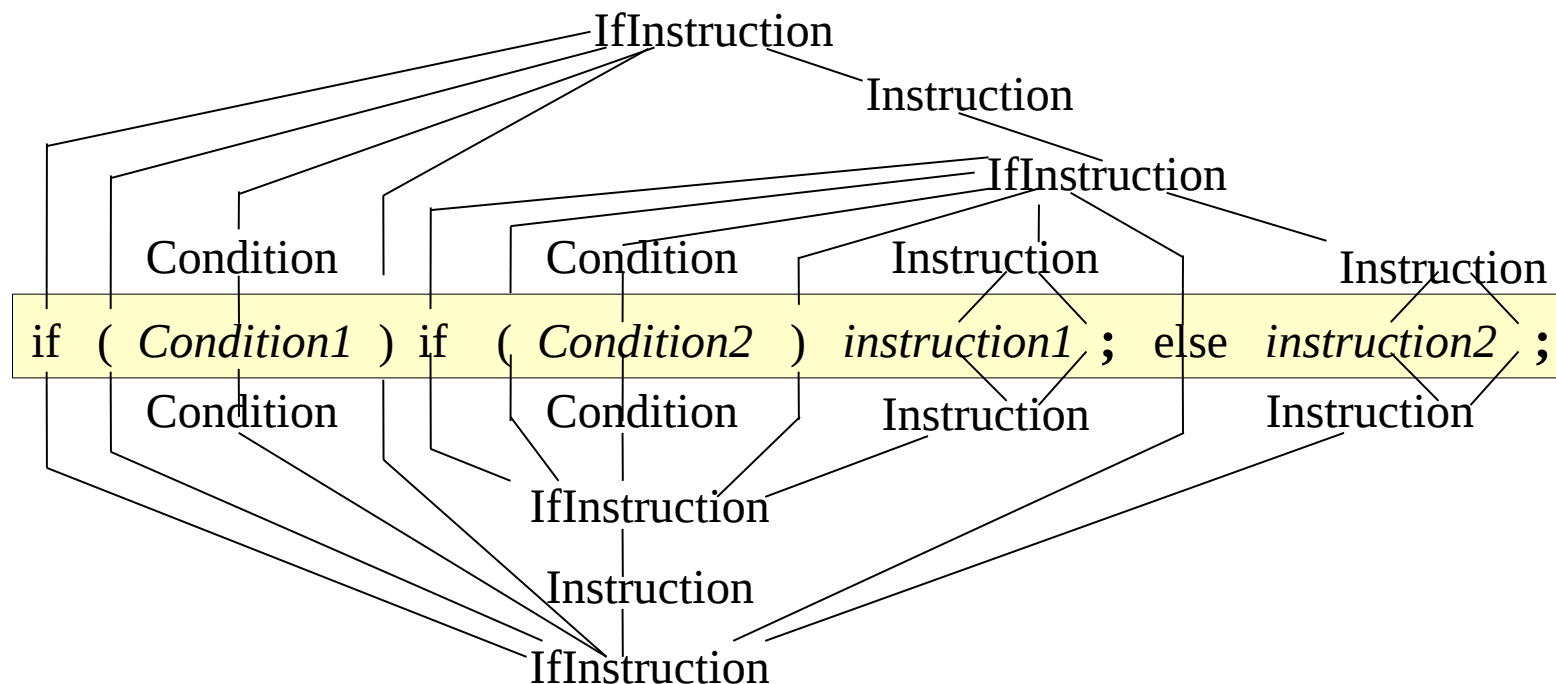 IfInstruction
Instruction
IfInstruction
Condition Condition Instruction Instruction
if ( Condition1 ) if ( Condition2 ) instruction1 ; else instruction2 ;
Condition Condition Instruction Instruction
IfInstruction
Instruction
IfInstruction